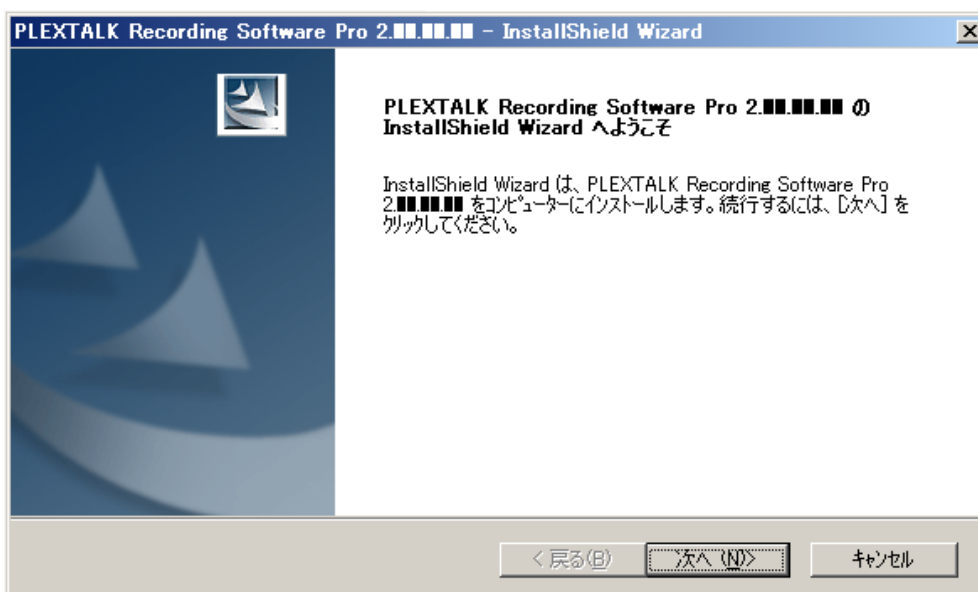 PLEXTALK Recording Software Pro 2.■■.■■.■■ - InstallShield Wizard
PLEXTALK Recording Software Pro 2.■■.■■.■■ の
InstallShield Wizard へようこそ
InstallShield Wizard は、PLEXTALK Recording Software Pro
2.■■.■■.■■ をコンピューターにインストールします。続行するには、[次へ] を
クリックしてください。
< 戻る(B)
次へ (N)>
キャンセル